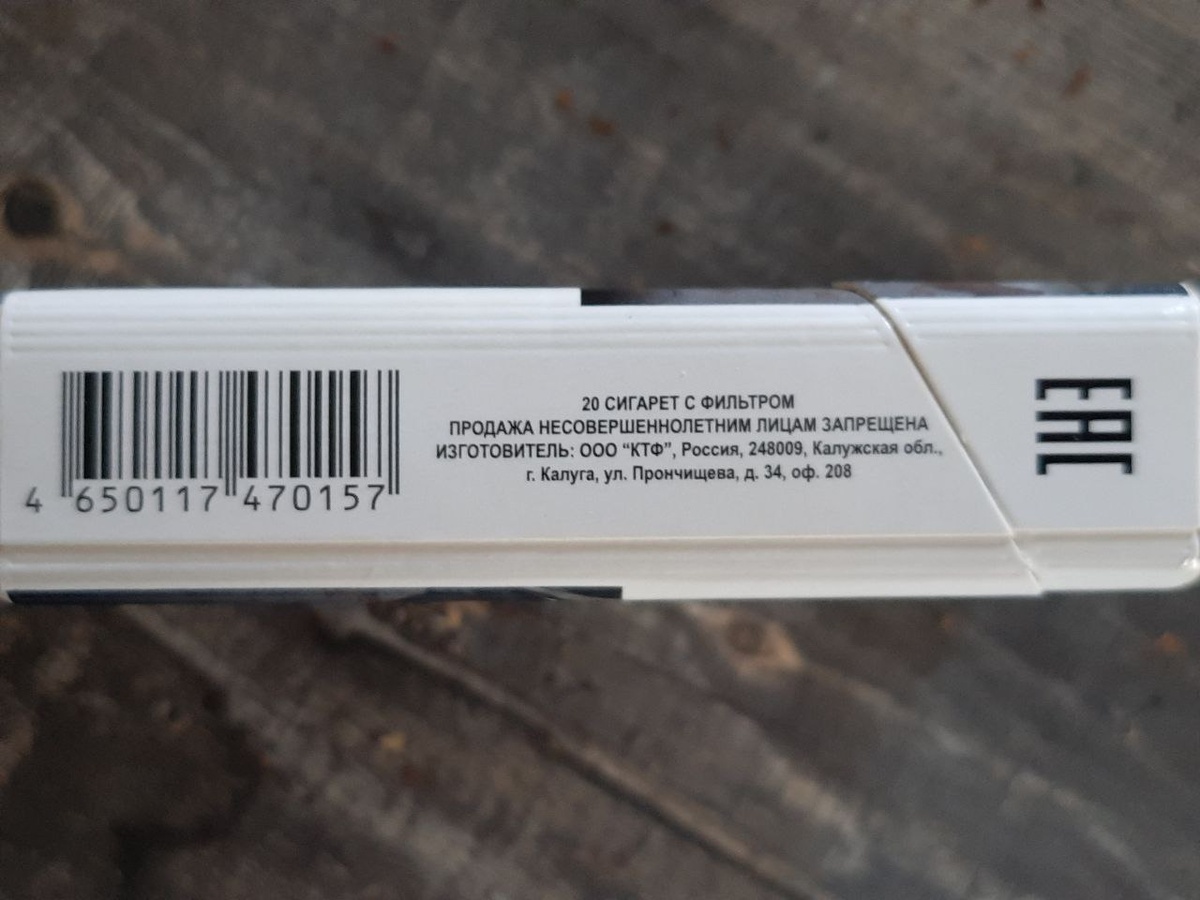 4 650117 470157
20 СИГАРЕТ С ФИЛЬТРОМ
ПРОДАЖА НЕСОВЕРШЕННОЛЕТНИМ ЛИЦАМ ЗАПРЕЩЕНА
ИЗГОТОВИТЕЛЬ: ООО "КТФ", Россия, 248009, Калужская обл.,
г. Калуга, ул. Прончищева, д. 34, оф. 208
ЕАС